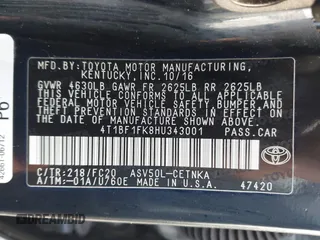 MFD. BY: TOYOTA MOTOR MANUFACTURING,
KENTUCKY, INC. 10/16
GVWR 4630LB GAWR FR 2625LB RR 2625LB
THIS VEHICLE CONFORMS TO ALL APPLICABLE
FEDERAL MOTOR VEHICLE SAFETY, BUMPER, AND
THEFT PREVENTION STANDARDS IN EFFECT ON
THE DATE OF MANUFACTURE SHOWN ABOVE.
4T1BF1FK8HU343001 PASS.CAR
C/TR:218/FC20 ASV50L-CETNKA
A/TM:-01A/U760E MADE IN U.S.A.
47420
TOYOTA
P6